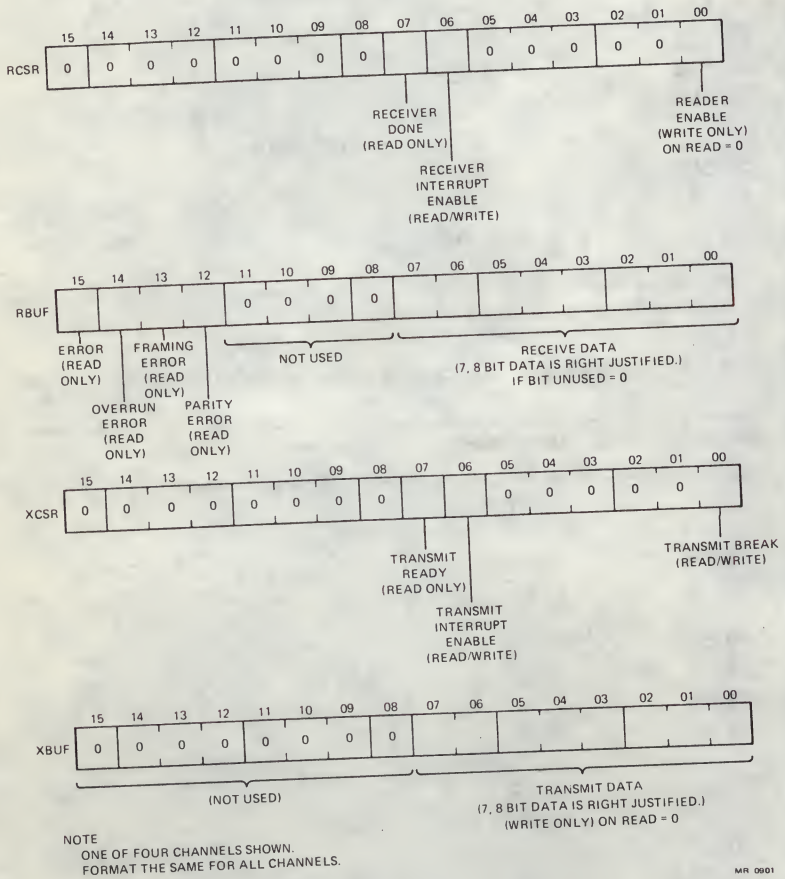 15 14 13 12 11 10 09 08 07 06 05 04 03 02 01 00
RCSR 0 0 0 0 0 0 0 0 0 0 0 0 0
RECEIVER
DONE
(READ ONLY)
RECEIVER
INTERRUPT
ENABLE
(READ/WRITE)
READER
ENABLE
(WRITE ONLY)
ON READ = 0
15 14 13 12 11 10 09 08 07 06 05 04 03 02 01 00
RBUF 0 0 0 0
ERROR
(READ
ONLY)
OVERRUN
ERROR
(READ
ONLY)
FRAMING
ERROR
(READ
ONLY)
PARITY
ERROR
(READ
ONLY)
NOT USED
RECEIVE DATA
(7, 8 BIT DATA IS RIGHT JUSTIFIED.)
IF BIT UNUSED = 0
15 14 13 12 11 10 09 08 07 06 05 04 03 02 01 00
XCSR 0 0 0 0 0 0 0 0 0 0 0 0 0
TRANSMIT
READY
(READ ONLY)
TRANSMIT
INTERRUPT
ENABLE
(READ/WRITE)
TRANSMIT BREAK
(READ/WRITE)
15 14 13 12 11 10 09 08 07 06 05 04 03 02 01 00
XBUF 0 0 0 0 0 0 0 0
(NOT USED)
TRANSMIT DATA
(7, 8 BIT DATA IS RIGHT JUSTIFIED.)
(WRITE ONLY) ON READ = 0
NOTE
ONE OF FOUR CHANNELS SHOWN.
FORMAT THE SAME FOR ALL CHANNELS.
MR 0901